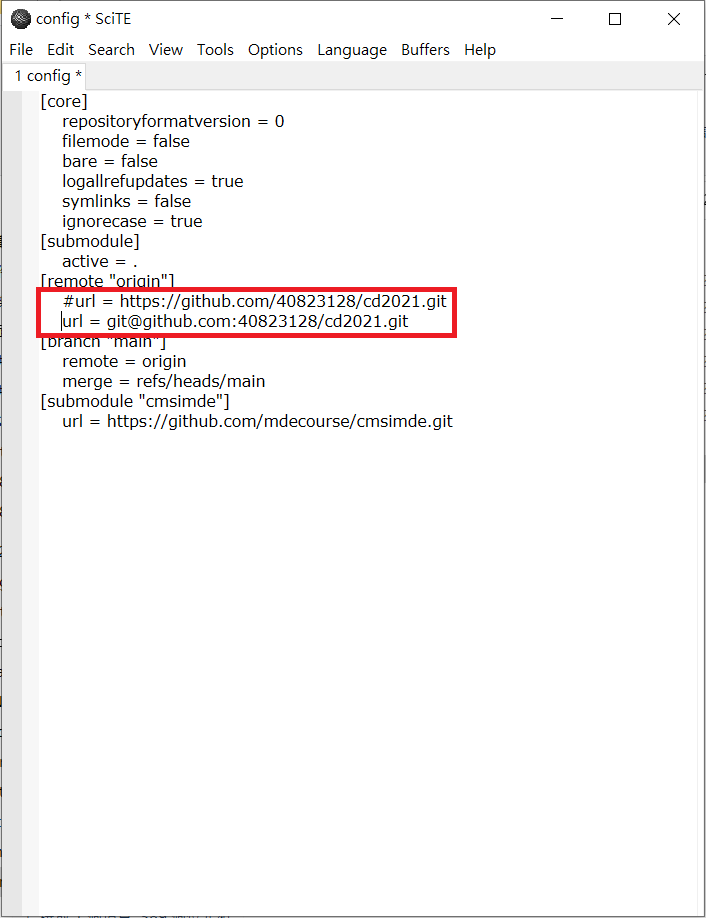 config * SciTE
File Edit Search View Tools Options Language Buffers Help
1 config *
[core]
repositoryformatversion = 0
filemode = false
bare = false
logallrefupdates = true
symlinks = false
ignorecase = true
[submodule]
active = .
[remote "origin"]
#url = https://github.com/40823128/cd2021.git
url = git@github.com:40823128/cd2021.git
[branch "main"]
remote = origin
merge = refs/heads/main
[submodule "cmsimde"]
url = https://github.com/mdecourse/cmsimde.git